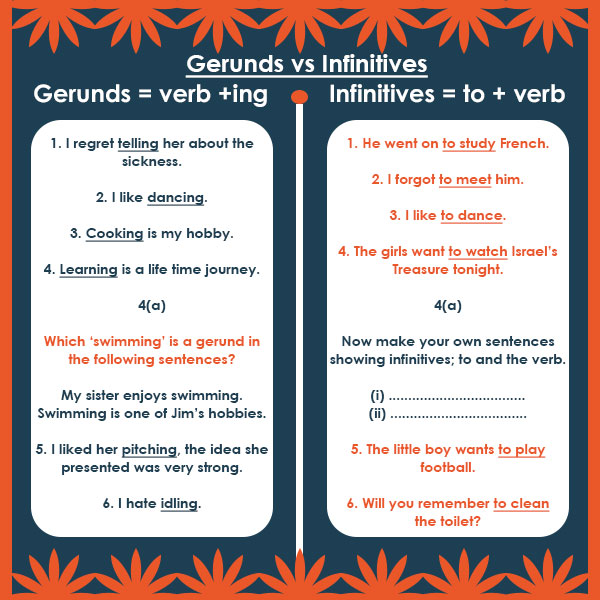 Gerunds vs Infinitives
Gerunds = verb +ing
1. I regret telling her about the
sickness.
2. I like dancing.
3. Cooking is my hobby.
4. Learning is a life time journey.
4(a)
Which ‘swimming’ is a gerund in
the following sentences?
My sister enjoys swimming.
Swimming is one of Jim’s hobbies.
5. I liked her pitching, the idea she
presented was very strong.
6. I hate idling.
Infinitives = to + verb
1. He went on to study French.
2. I forgot to meet him.
3. I like to dance.
4. The girls want to watch Israel’s
Treasure tonight.
4(a)
Now make your own sentences
showing infinitives; to and the verb.
(i) ...................................
(ii) ...................................
5. The little boy wants to play
football.
6. Will you remember to clean
the toilet?